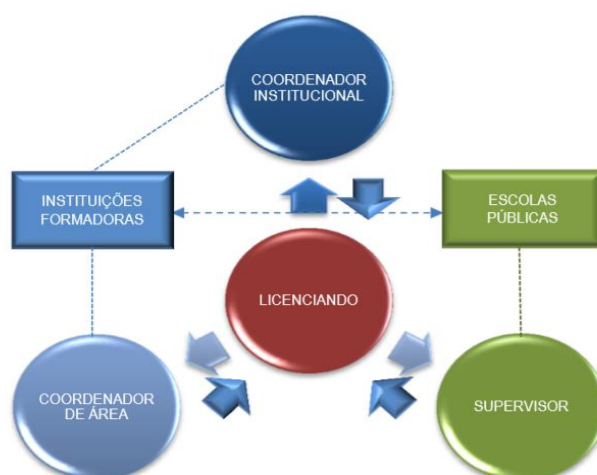 COORDENADOR
INSTITUCIONAL
INSTITUIÇÕES
FORMADORAS
ESCOLAS
PÚBLICAS
LICENCIANDO
COORDENADOR
DE ÁREA
SUPERVISOR